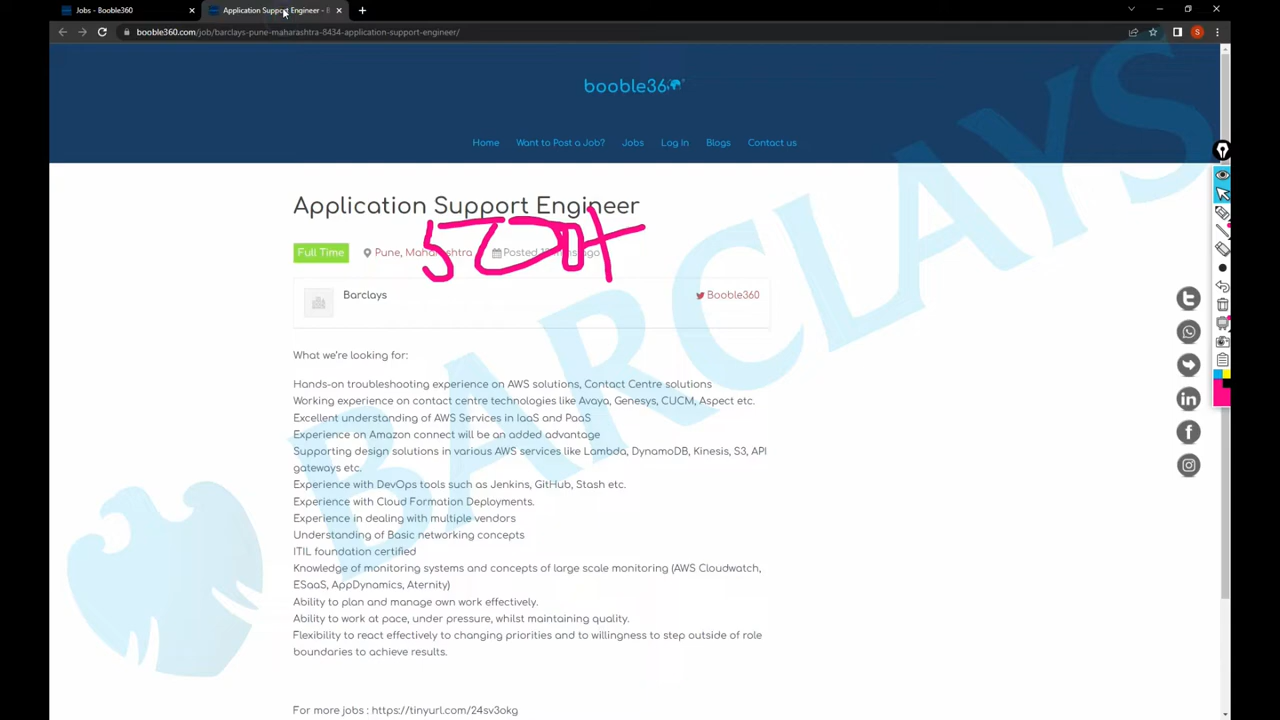 Jobs - Booble360
Application Support Engineer - B
booble360.com/job/barclays-pune-maharashtra-8434-application-support-engineer/
S
booble360
Home Want to Post a Job? Jobs Log In Blogs Contact us
Application Support Engineer
500+
Full Time Pune, Maharashtra Posted ago
Barclays Booble360
What we're looking for:
Hands-on troubleshooting experience on AWS solutions, Contact Centre solutions
Working experience on contact centre technologies like Avaya, Genesys, CUCM, Aspect etc.
Excellent understanding of AWS Services in IaaS and PaaS
Experience on Amazon connect will be an added advantage
Supporting design solutions in various AWS services like Lambda, DynamoDB, Kinesis, S3, API
gateways etc.
Experience with DevOps tools such as Jenkins, GitHub, Stash etc.
Experience with Cloud Formation Deployments.
Experience in dealing with multiple vendors
Understanding of Basic networking concepts
ITIL foundation certified
Knowledge of monitoring systems and concepts of large scale monitoring (AWS Cloudwatch,
ESaaS, AppDynamics, Aternity)
Ability to plan and manage own work effectively.
Ability to work at pace, under pressure, whilst maintaining quality.
Flexibility to react effectively to changing priorities and to willingness to step outside of role
boundaries to achieve results.
For more jobs : https://tinyurl.com/24sv3okg
BARCLAYS